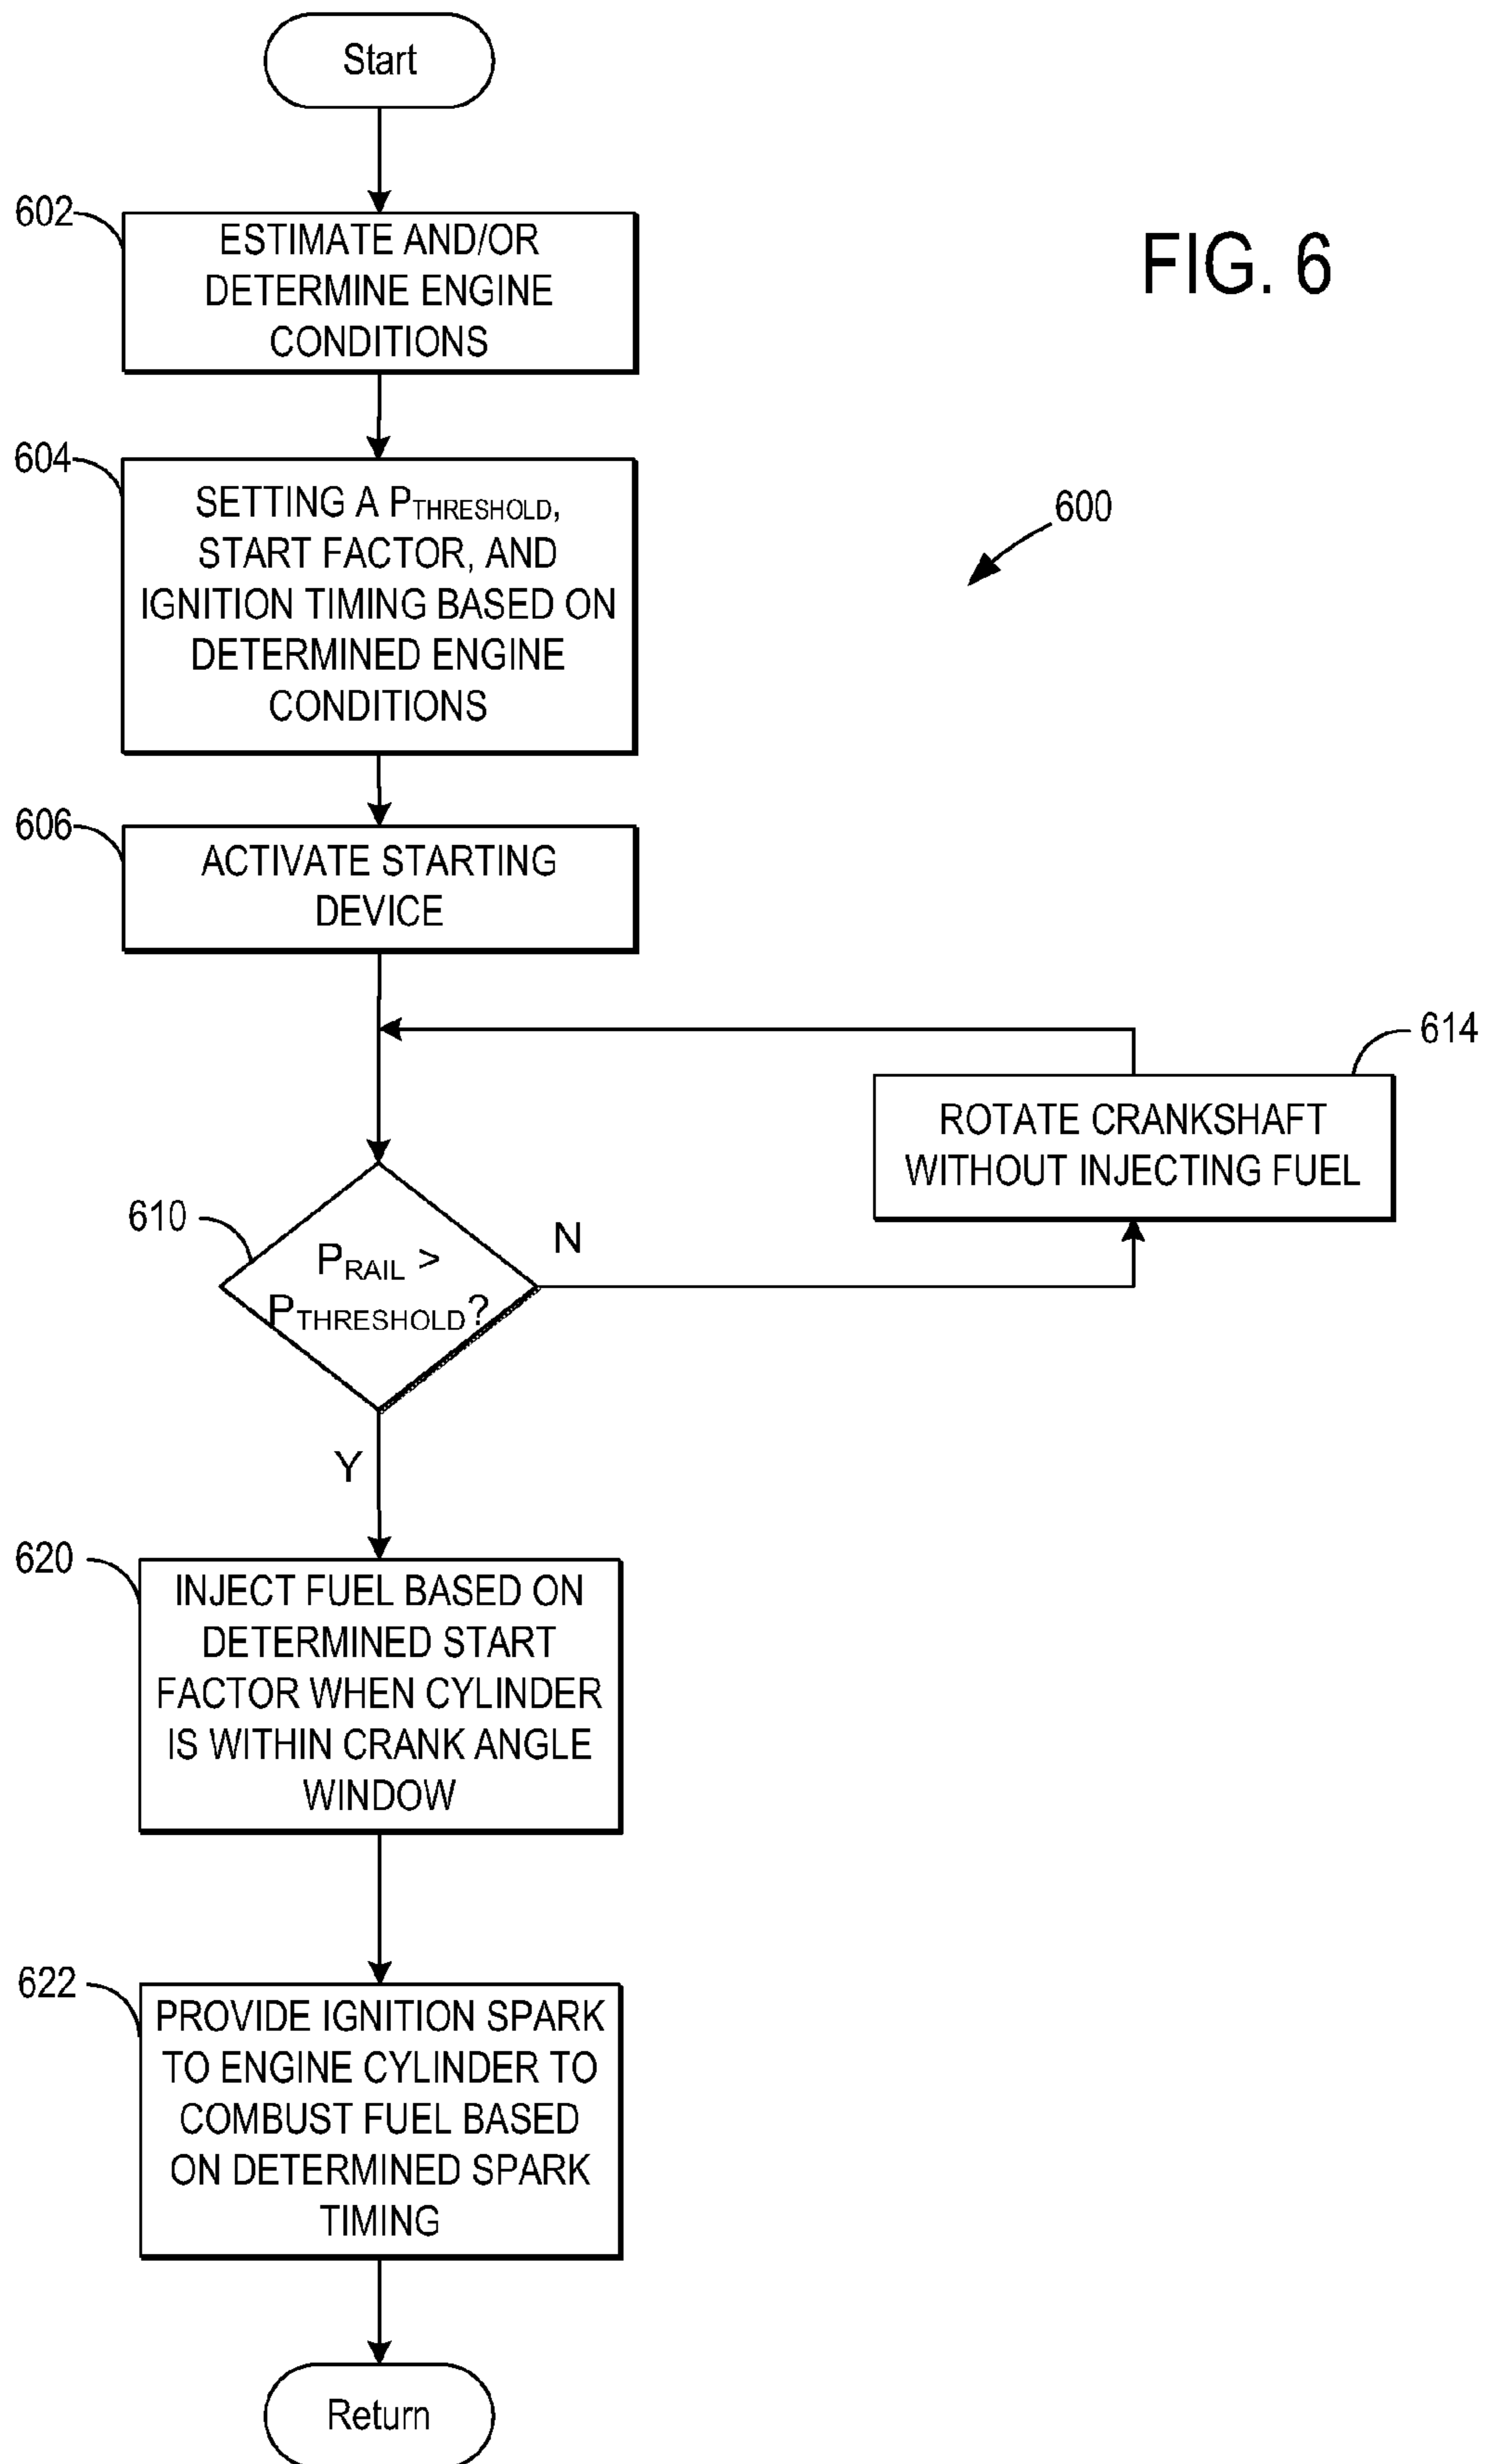 Start
602
ESTIMATE AND/OR
DETERMINE ENGINE
CONDITIONS
FIG. 6
604
SETTING A PTHRESHOLD,
START FACTOR, AND
IGNITION TIMING BASED ON
DETERMINED ENGINE
CONDITIONS
600
606
ACTIVATE STARTING
DEVICE
614
ROTATE CRANKSHAFT
WITHOUT INJECTING FUEL
610
PRAIL >
PTHRESHOLD?
N
Y
620
INJECT FUEL BASED ON
DETERMINED START
FACTOR WHEN CYLINDER
IS WITHIN CRANK ANGLE
WINDOW
622
PROVIDE IGNITION SPARK
TO ENGINE CYLINDER TO
COMBUST FUEL BASED
ON DETERMINED SPARK
TIMING
Return